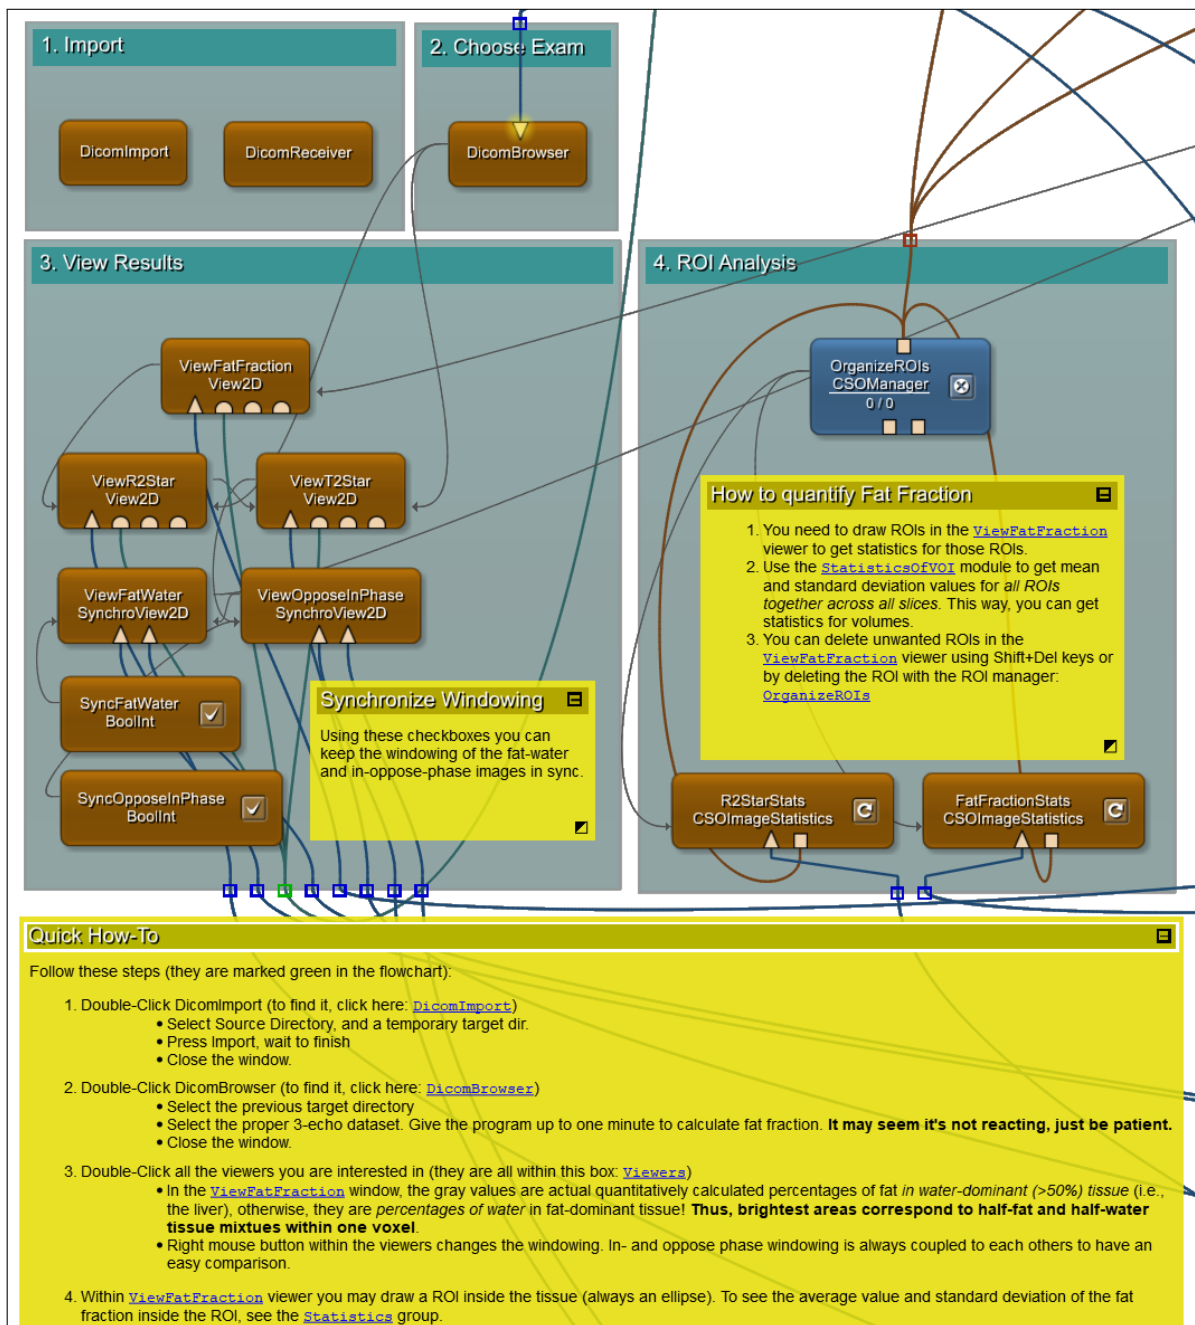 1. Import
2. Choose Exam
DicomImport
DicomReceiver
DicomBrowser
3. View Results
4. ROI Analysis
ViewFatFraction
View2D
OrganizeROIs
CSOManager
0 / 0
ViewR2Star
View2D
ViewT2Star
View2D
How to quantify Fat Fraction
1. You need to draw ROIs in the ViewFatFraction
viewer to get statistics for those ROIs.
2. Use the StatisticsOfVOI module to get mean
and standard deviation values for all ROIs
together across all slices. This way, you can get
statistics for volumes.
3. You can delete unwanted ROIs in the
ViewFatFraction viewer using Shift+Del keys or
by deleting the ROI with the ROI manager:
OrganizeROIs
ViewFatWater
SynchroView2D
ViewOpposeInPhase
SynchroView2D
SyncFatWater
BoolInt
Synchronize Windowing
Using these checkboxes you can
keep the windowing of the fat-water
and in-oppose-phase images in sync.
SyncOpposeInPhase
BoolInt
R2StarStats
CSOImageStatistics
FatFractionStats
CSOImageStatistics
Quick How-To
Follow these steps (they are marked green in the flowchart):
1. Double-Click DicomImport (to find it, click here: DicomImport)
• Select Source Directory, and a temporary target dir.
• Press Import, wait to finish
• Close the window.
2. Double-Click DicomBrowser (to find it, click here: DicomBrowser)
• Select the previous target directory
• Select the proper 3-echo dataset. Give the program up to one minute to calculate fat fraction. It may seem it's not reacting, just be patient.
• Close the window.
3. Double-Click all the viewers you are interested in (they are all within this box: Viewers)
• In the ViewFatFraction window, the gray values are actual quantitatively calculated percentages of fat in water-dominant (>50%) tissue (i.e.,
the liver), otherwise, they are percentages of water in fat-dominant tissue! Thus, brightest areas correspond to half-fat and half-water
tissue mixtues within one voxel.
• Right mouse button within the viewers changes the windowing. In- and oppose phase windowing is always coupled to each others to have an
easy comparison.
4. Within ViewFatFraction viewer you may draw a ROI inside the tissue (always an ellipse). To see the average value and standard deviation of the fat
fraction inside the ROI, see the Statistics group.